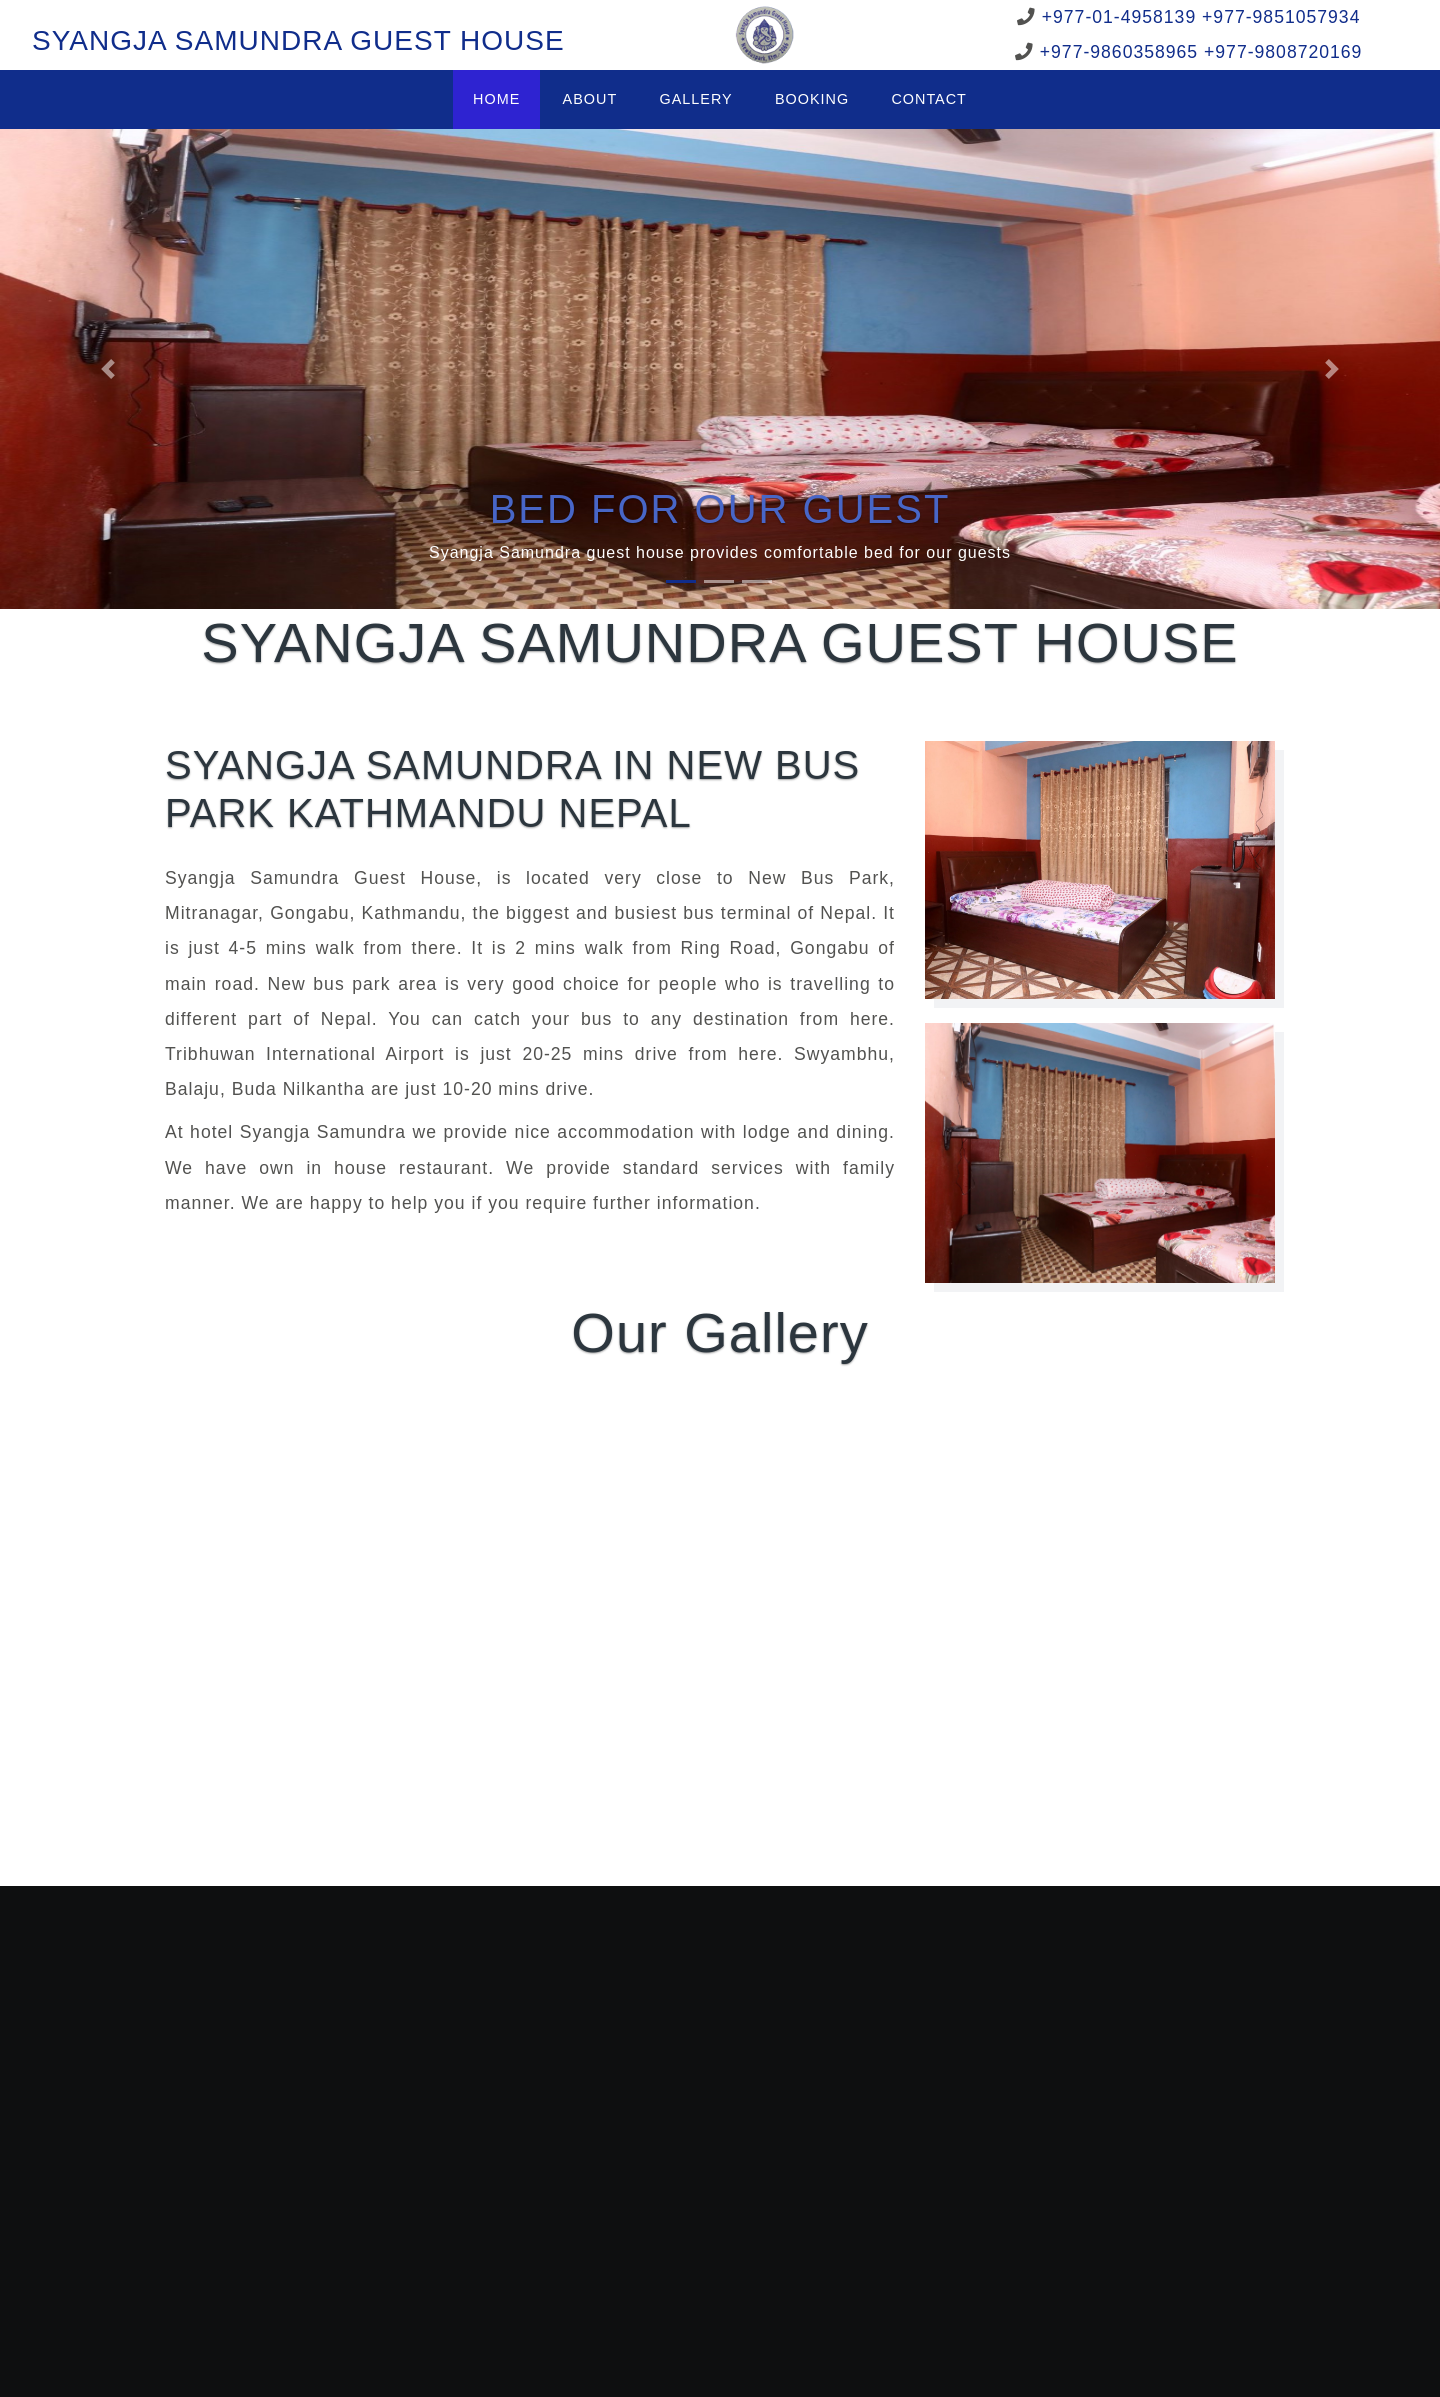 SYANGJA SAMUNDRA GUEST HOUSE
+977-01-4958139 +977-9851057934
+977-9860358965 +977-9808720169
HOME
ABOUT
GALLERY
BOOKING
CONTACT
BED FOR OUR GUEST
Syangja Samundra guest house provides comfortable bed for our guests
SYANGJA SAMUNDRA GUEST HOUSE
SYANGJA SAMUNDRA IN NEW BUS
PARK KATHMANDU NEPAL
Syangja Samundra Guest House, is located very close to New Bus Park,
Mitranagar, Gongabu, Kathmandu, the biggest and busiest bus terminal of Nepal. It
is just 4-5 mins walk from there. It is 2 mins walk from Ring Road, Gongabu of
main road. New bus park area is very good choice for people who is travelling to
different part of Nepal. You can catch your bus to any destination from here.
Tribhuwan International Airport is just 20-25 mins drive from here. Swyambhu,
Balaju, Buda Nilkantha are just 10-20 mins drive.
At hotel Syangja Samundra we provide nice accommodation with lodge and dining.
We have own in house restaurant. We provide standard services with family
manner. We are happy to help you if you require further information.
Our Gallery